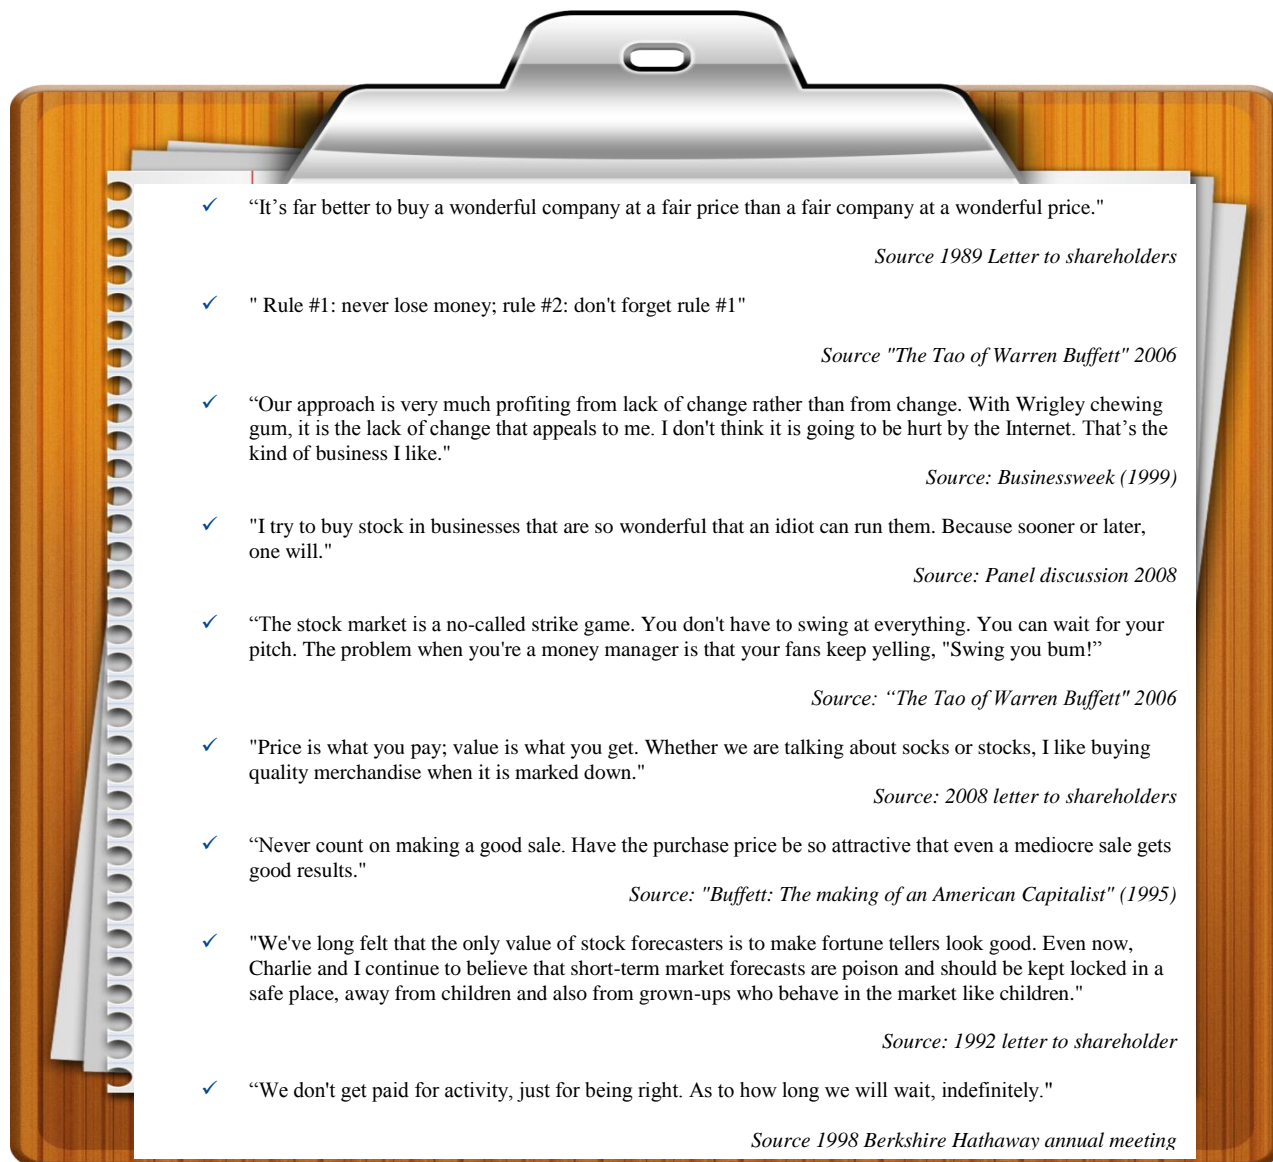 ✓ “It’s far better to buy a wonderful company at a fair price than a fair company at a wonderful price."
Source 1989 Letter to shareholders
✓ " Rule #1: never lose money; rule #2: don't forget rule #1"
Source "The Tao of Warren Buffett" 2006
✓ “Our approach is very much profiting from lack of change rather than from change. With Wrigley chewing
gum, it is the lack of change that appeals to me. I don't think it is going to be hurt by the Internet. That’s the
kind of business I like."
Source: Businessweek (1999)
✓ "I try to buy stock in businesses that are so wonderful that an idiot can run them. Because sooner or later,
one will."
Source: Panel discussion 2008
✓ “The stock market is a no-called strike game. You don't have to swing at everything. You can wait for your
pitch. The problem when you're a money manager is that your fans keep yelling, "Swing you bum!”
Source: “The Tao of Warren Buffett" 2006
✓ "Price is what you pay; value is what you get. Whether we are talking about socks or stocks, I like buying
quality merchandise when it is marked down."
Source: 2008 letter to shareholders
✓ “Never count on making a good sale. Have the purchase price be so attractive that even a mediocre sale gets
good results."
Source: "Buffett: The making of an American Capitalist" (1995)
✓ "We've long felt that the only value of stock forecasters is to make fortune tellers look good. Even now,
Charlie and I continue to believe that short-term market forecasts are poison and should be kept locked in a
safe place, away from children and also from grown-ups who behave in the market like children."
Source: 1992 letter to shareholder
✓ “We don't get paid for activity, just for being right. As to how long we will wait, indefinitely."
Source 1998 Berkshire Hathaway annual meeting